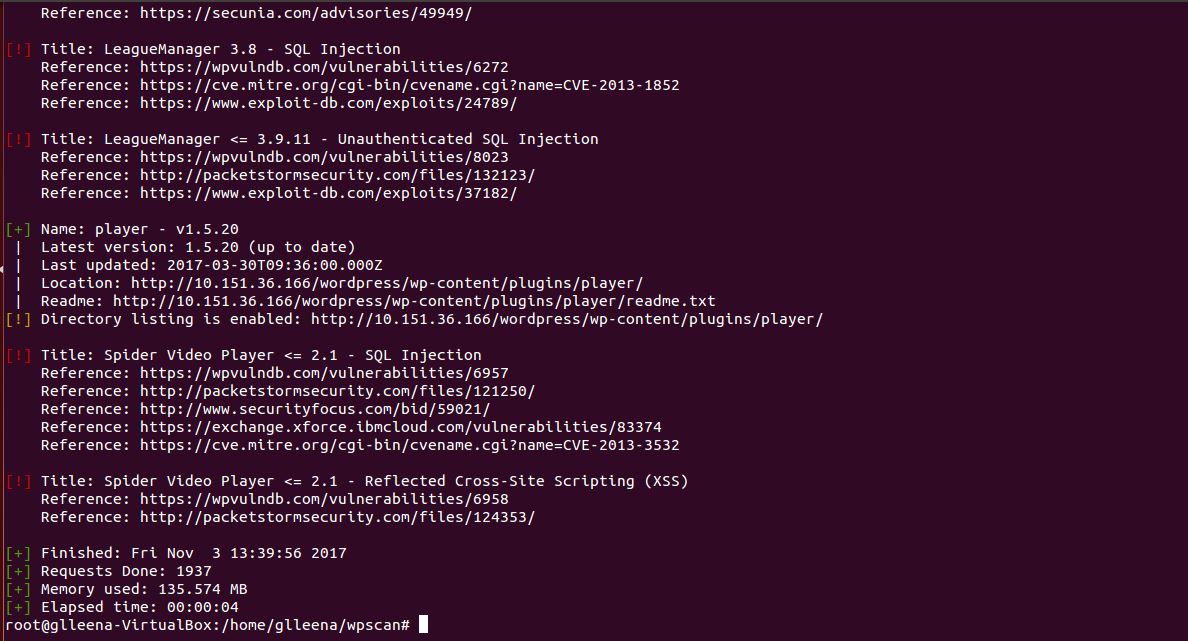 Reference: https://secunia.com/advisories/49949/
[!] Title: LeagueManager 3.8 - SQL Injection
Reference: https://wpvulndb.com/vulnerabilities/6272
Reference: https://cve.mitre.org/cgi-bin/cvename.cgi?name=CVE-2013-1852
Reference: https://www.exploit-db.com/exploits/24789/
[!] Title: LeagueManager <= 3.9.11 - Unauthenticated SQL Injection
Reference: https://wpvulndb.com/vulnerabilities/8023
Reference: http://packetstormsecurity.com/files/132123/
Reference: https://www.exploit-db.com/exploits/37182/
[+] Name: player - v1.5.20
| Latest version: 1.5.20 (up to date)
| Last updated: 2017-03-30T09:36:00.000Z
| Location: http://10.151.36.166/wordpress/wp-content/plugins/player/
| Readme: http://10.151.36.166/wordpress/wp-content/plugins/player/readme.txt
[!] Directory listing is enabled: http://10.151.36.166/wordpress/wp-content/plugins/player/
[!] Title: Spider Video Player <= 2.1 - SQL Injection
Reference: https://wpvulndb.com/vulnerabilities/6957
Reference: http://packetstormsecurity.com/files/121250/
Reference: http://www.securityfocus.com/bid/59021/
Reference: https://exchange.xforce.ibmcloud.com/vulnerabilities/83374
Reference: https://cve.mitre.org/cgi-bin/cvename.cgi?name=CVE-2013-3532
[!] Title: Spider Video Player <= 2.1 - Reflected Cross-Site Scripting (XSS)
Reference: https://wpvulndb.com/vulnerabilities/6958
Reference: http://packetstormsecurity.com/files/124353/
[+] Finished: Fri Nov  3 13:39:56 2017
[+] Requests Done: 1937
[+] Memory used: 135.574 MB
[+] Elapsed time: 00:00:04
root@glleena-VirtualBox:/home/glleena/wpscan#